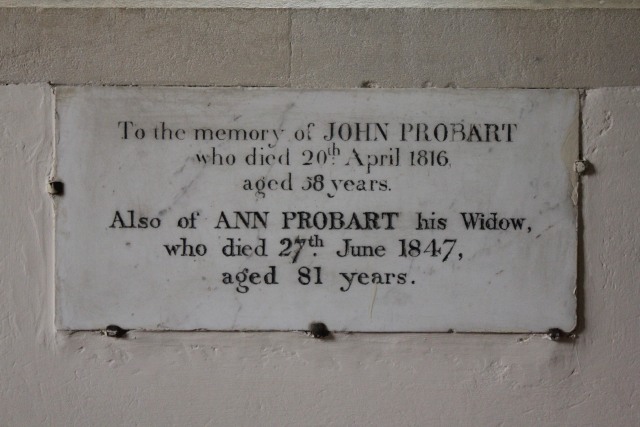 To the memory of JOHN PROBART
who died 20th April 1816,
aged 58 years.
Also of ANN PROBART his Widow,
who died 27th June 1847,
aged 81 years.